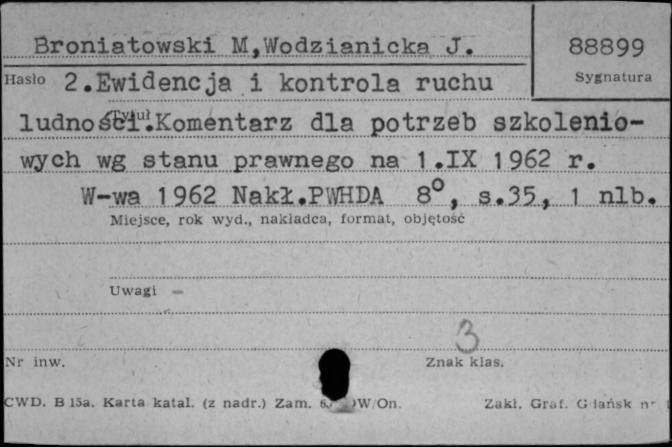 Broniatowski M,Wodzianicka J.
88899
Hasło
Sygnatura
2.Ewidencja i kontrola ruchu
Tytuł
ludności.Komentarz dla potrzeb szkolenio-
wych wg stanu prawnego na 1.IX 1962 r.
W-wa 1962 Nakł.PWHDA 8°, s.35, 1 nlb.
Miejsce, rok wyd., nakładca, format, objętość
Uwagi
3
Nr inw.
Znak klas.
CWD. B 15a. Karta katal. (z nadr.) Zam. W/On.
Zakł. Graf. Gdańsk